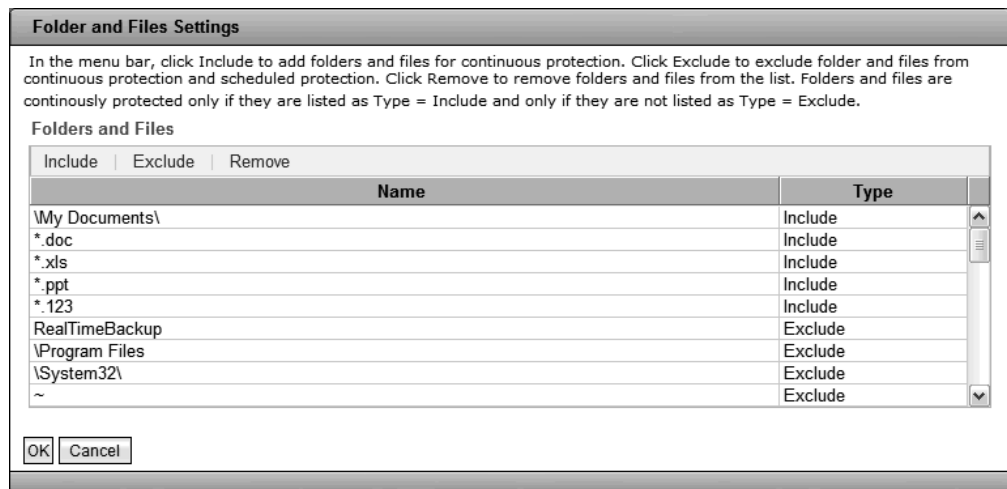 Folder and Files Settings
In the menu bar, click Include to add folders and files for continuous protection. Click Exclude to exclude folder and files from
continuous protection and scheduled protection. Click Remove to remove folders and files from the list. Folders and files are
continously protected only if they are listed as Type = Include and only if they are not listed as Type = Exclude.
Folders and Files
Include | Exclude | Remove
Name Type
\My Documents\ Include
*.doc Include
*.xls Include
*.ppt Include
*.123 Include
RealTimeBackup Exclude
\Program Files Exclude
\System32\ Exclude
~ Exclude
OK Cancel